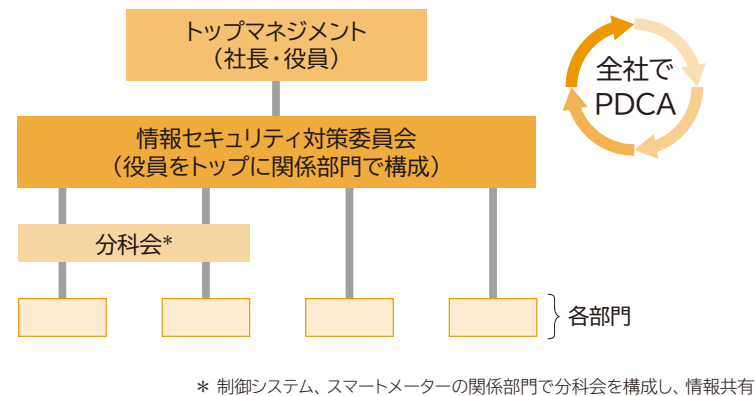 トップマネジメント
（社長・役員）
全社で
PDCA
情報セキュリティ対策委員会
（役員をトップに関係部門で構成）
分科会*
各部門
* 制御システム、スマートメーターの関係部門で分科会を構成し、情報共有